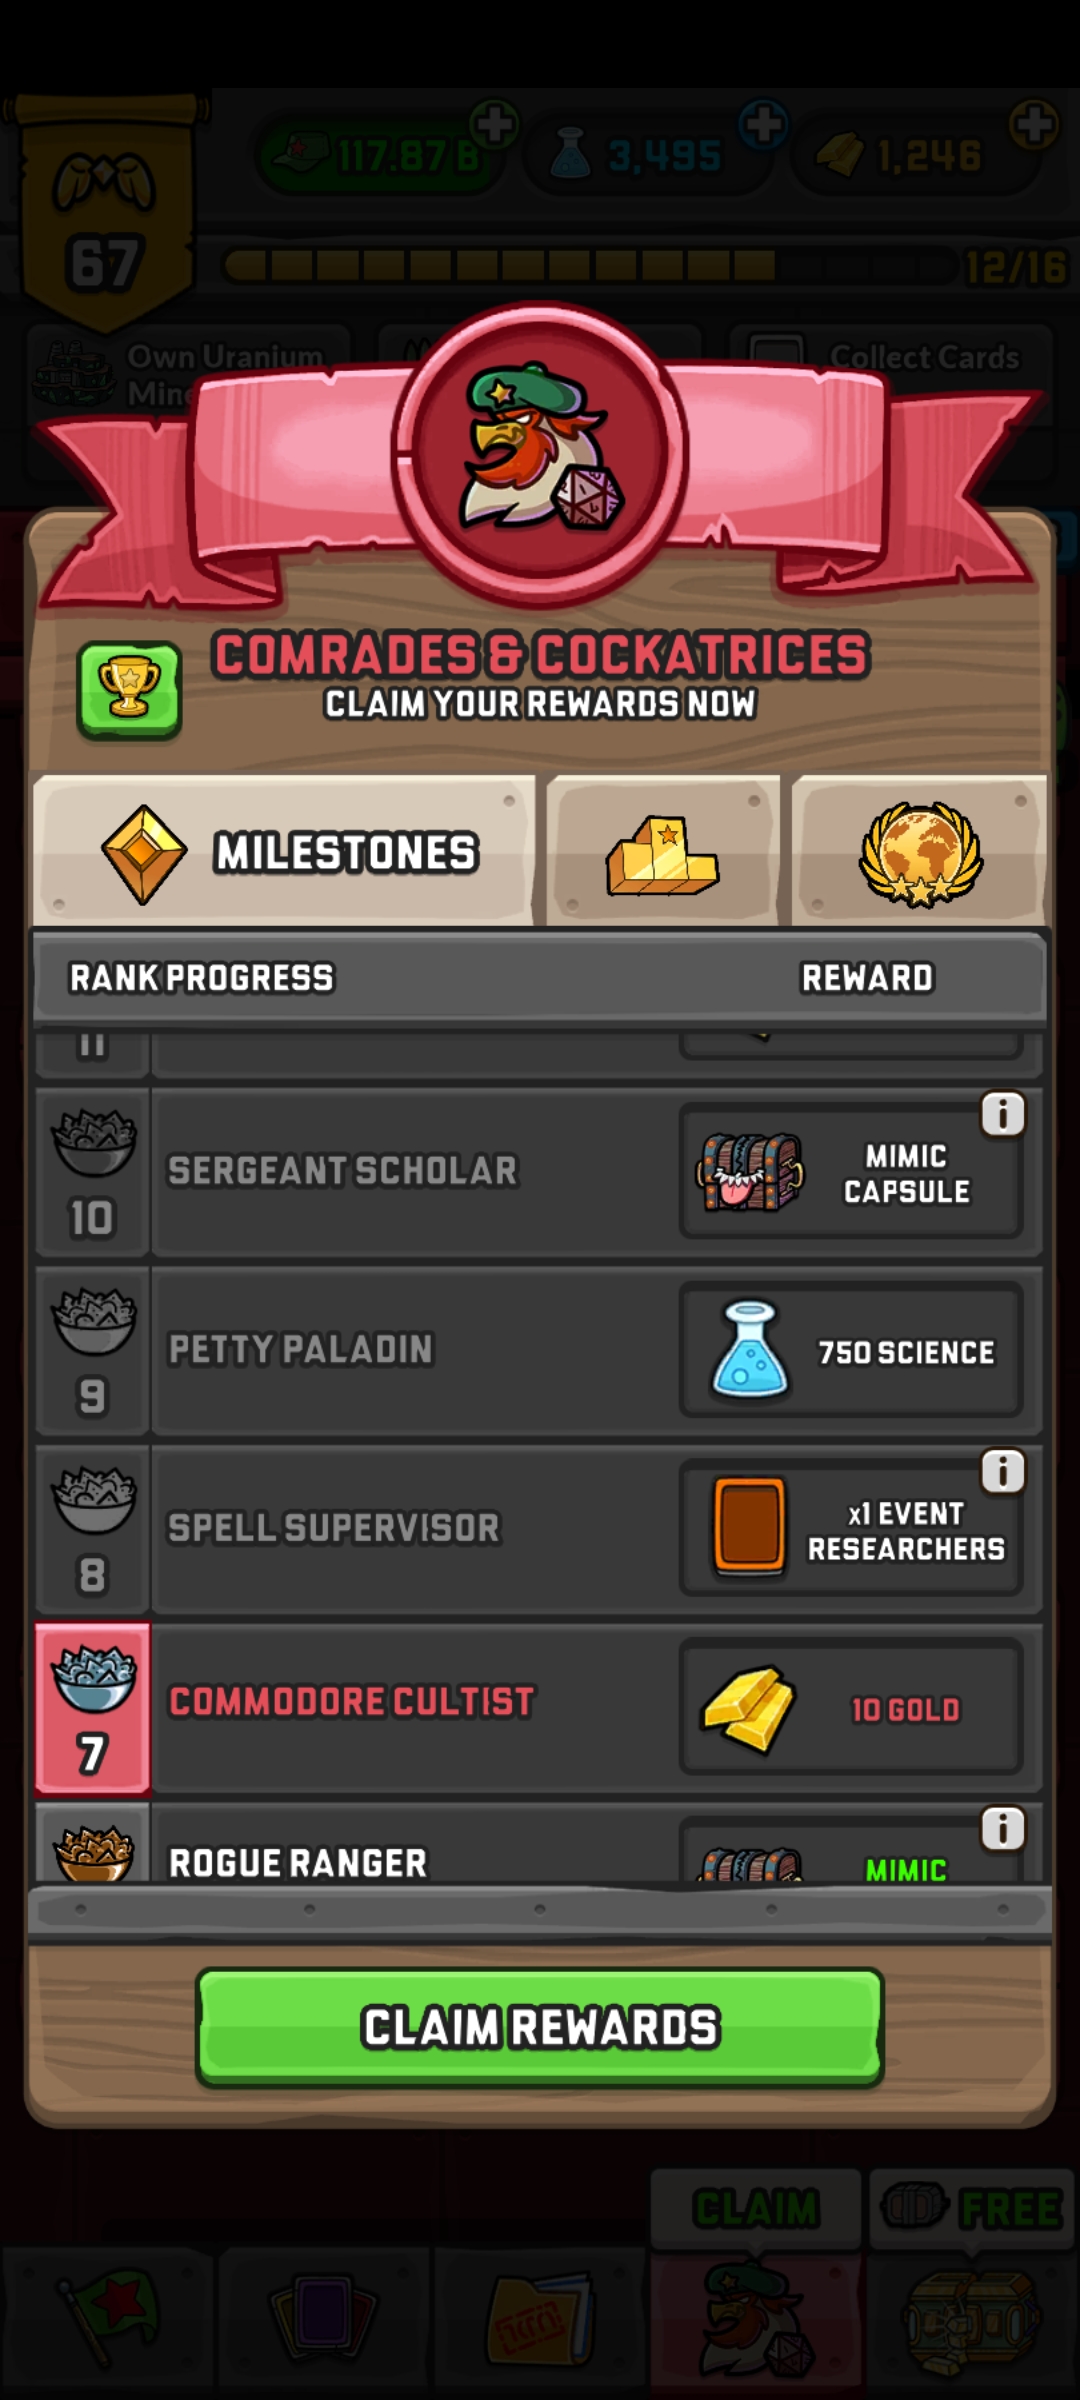 117.87 B
3,495
1,246
67
12/16
Own Uranium
Mine
Collect Cards
COMRADES & COCKATRICES
CLAIM YOUR REWARDS NOW
MILESTONES
RANK PROGRESS
REWARD
11
10
SERGEANT SCHOLAR
MIMIC
CAPSULE
9
PETTY PALADIN
750 SCIENCE
8
SPELL SUPERVISOR
x1 EVENT
RESEARCHERS
7
COMMODORE CULTIST
10 GOLD
ROGUE RANGER
MIMIC
CLAIM REWARDS
CLAIM
FREE